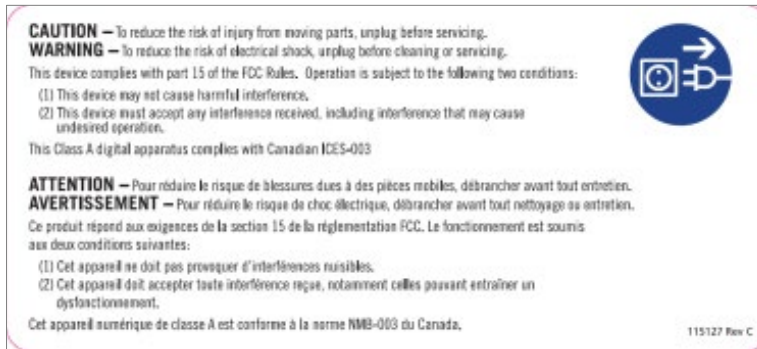 CAUTION – To reduce the risk of injury from moving parts, unplug before servicing.
WARNING – To reduce the risk of electrical shock, unplug before cleaning or servicing.
This device complies with part 15 of the FCC Rules. Operation is subject to the following two conditions:
(1) This device may not cause harmful interference.
(2) This device must accept any interference received, including interference that may cause
undesired operation.
This Class A digital apparatus complies with Canadian ICES-003
ATTENTION – Pour réduire le risque de blessures dues à des pièces mobiles, débrancher avant tout entretien.
AVERTISSEMENT – Pour réduire le risque de choc électrique, débrancher avant tout nettoyage ou entretien.
Ce produit répond aux exigences de la section 15 de la réglementation FCC. Le fonctionnement est soumis
aux deux conditions suivantes:
(1) Cet appareil ne doit pas provoquer d'interférences nuisibles.
(2) Cet appareil doit accepter toute interférence reçue, notamment celles pouvant entraîner un
dysfonctionnement.
Cet appareil numérique de classe A est conforme à la norme NMB-003 du Canada.
115127 Rev C